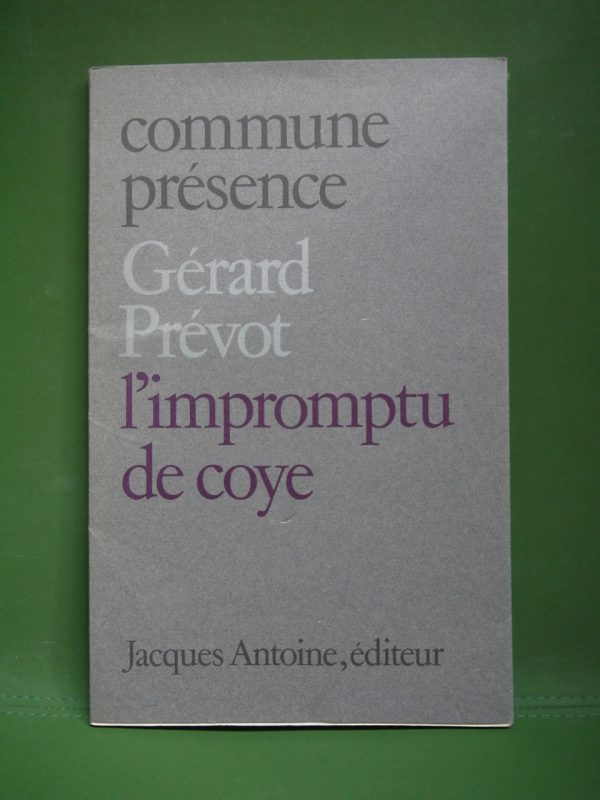 commune
présence
Gérard
Prévot
l'impromptu
de coye
Jacques Antoine, éditeur